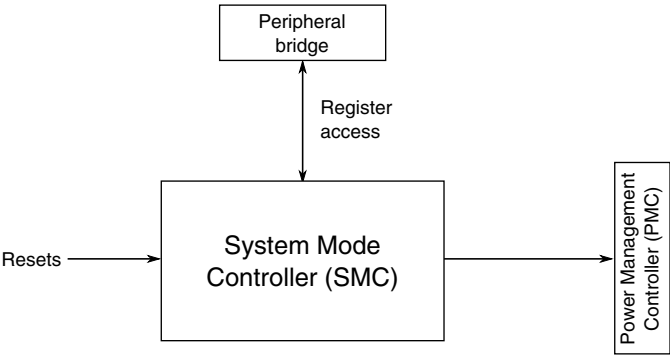 Peripheral
bridge
Register
access
System Mode
Controller (SMC)
Resets
Power Management
Controller (PMC)